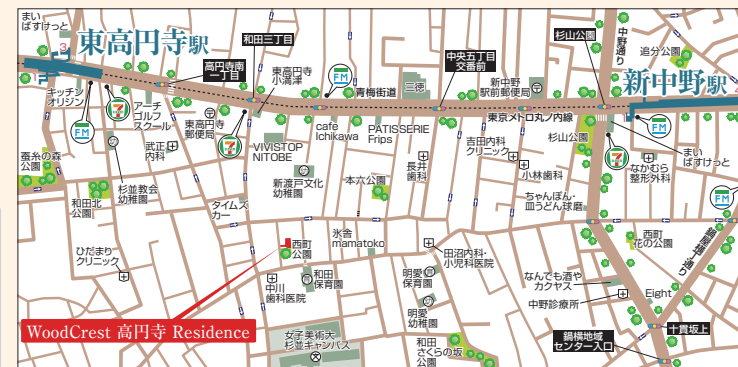 まい
ばすけっと
東高円寺駅
3
キッチン
オリジン
高円寺南
一丁目
和田三丁目
東高円寺
小満津
FM
青梅街道
三徳
中央五丁目
交番前
新中野
駅前郵便局
杉山公園
中野通り
追分公園
新中野駅
FM
アーチ
ゴルフ
スクール
東高円寺
郵便局
武正
内科
VIVISTOP
NITOBE
cafe
Ichikawa
PATISSERIE
Frips
東京メトロ丸ノ内線
吉田内科
クリニック
杉山公園
FM
まい
ばすけっと
なかむら
整形外科
小林歯科
長井
歯科
蚕糸の森
公園
杉並教会
幼稚園
和田北
公園
新渡戸文化
幼稚園
本六公園
ちゃんぽん・
皿うどん球磨
FM
タイムズ
カー
ひだまり
クリニック
西町
公園
氷舎
mamatoko
田沼内科・
小児科医院
西町
花の公園
鍋屋横丁通り
中川
歯科医院
和田
保育園
明愛
保育園
なんでも酒や
カクヤス
中野診療所
Eight
明愛
幼稚園
WoodCrest 高円寺 Residence
女子美術大
杉並キャンパス
和田
さくらの坂
公園
鍋横地域
センター入口
十貫坂上